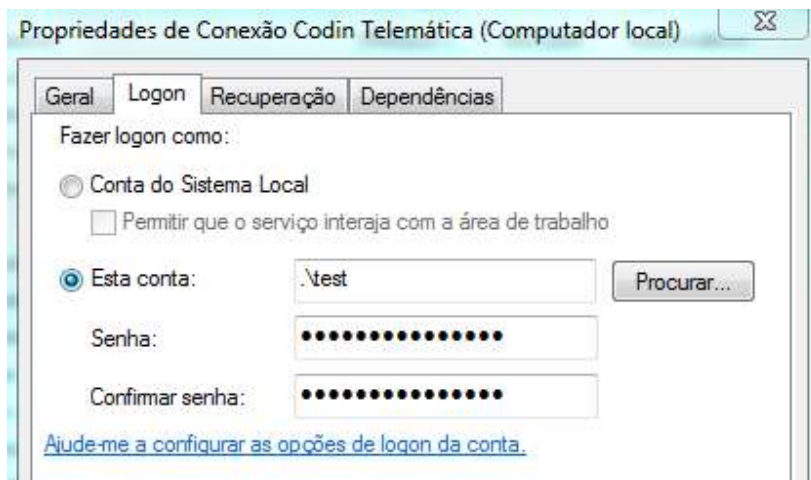 Propriedades de Conexão Codin Telemática (Computador local)
Geral Logon Recuperação Dependências
Fazer logon como:
Conta do Sistema Local
Permitir que o serviço interaja com a área de trabalho
Esta conta: .\test Procurar...
Senha: ●●●●●●●●●●●●●●●
Confirmar senha: ●●●●●●●●●●●●●●●
Ajude-me a configurar as opções de logon da conta.